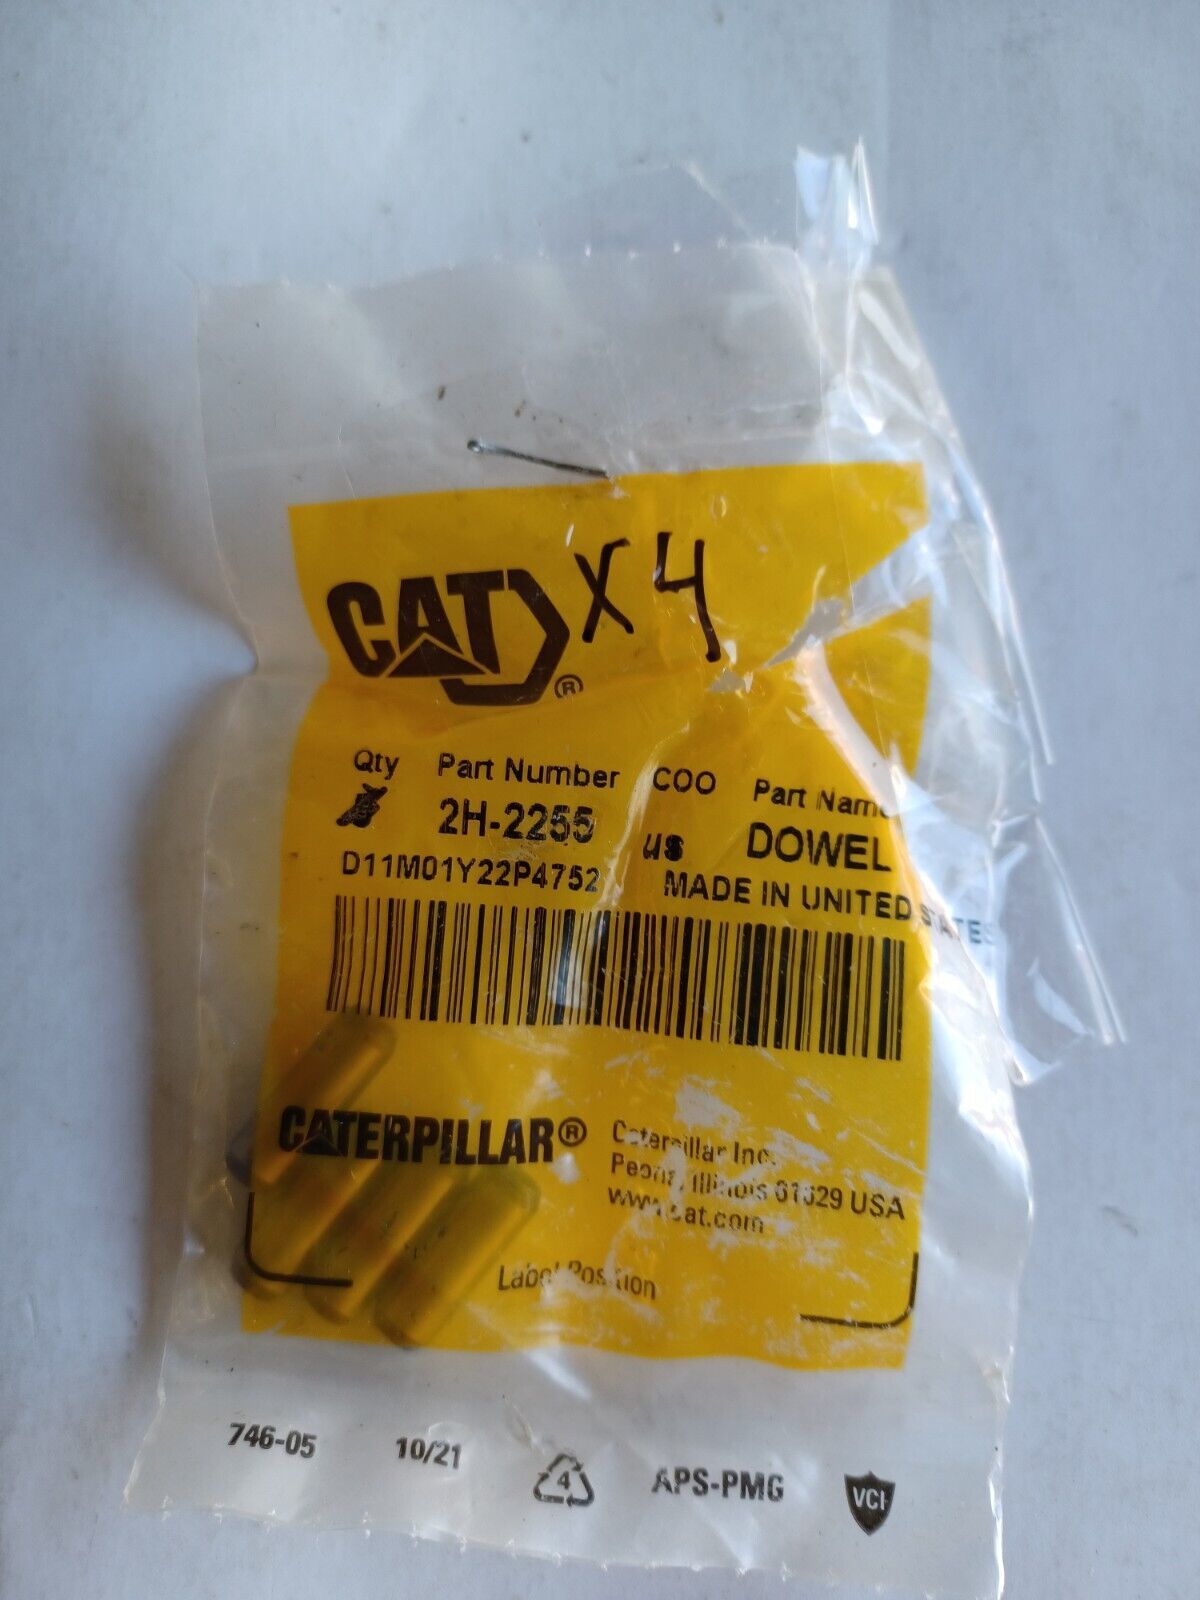 CAT ® X 4
Qty Part Number COO Part Name
2H-2255 US DOWEL
D11M01Y22P4752 MADE IN UNITED STATES
CATERPILLAR®
Caterpillar Inc.
Peoria, Illinois 61629 USA
www.cat.com
Label Position
746-05 10/21 4 APS-PMG VCI